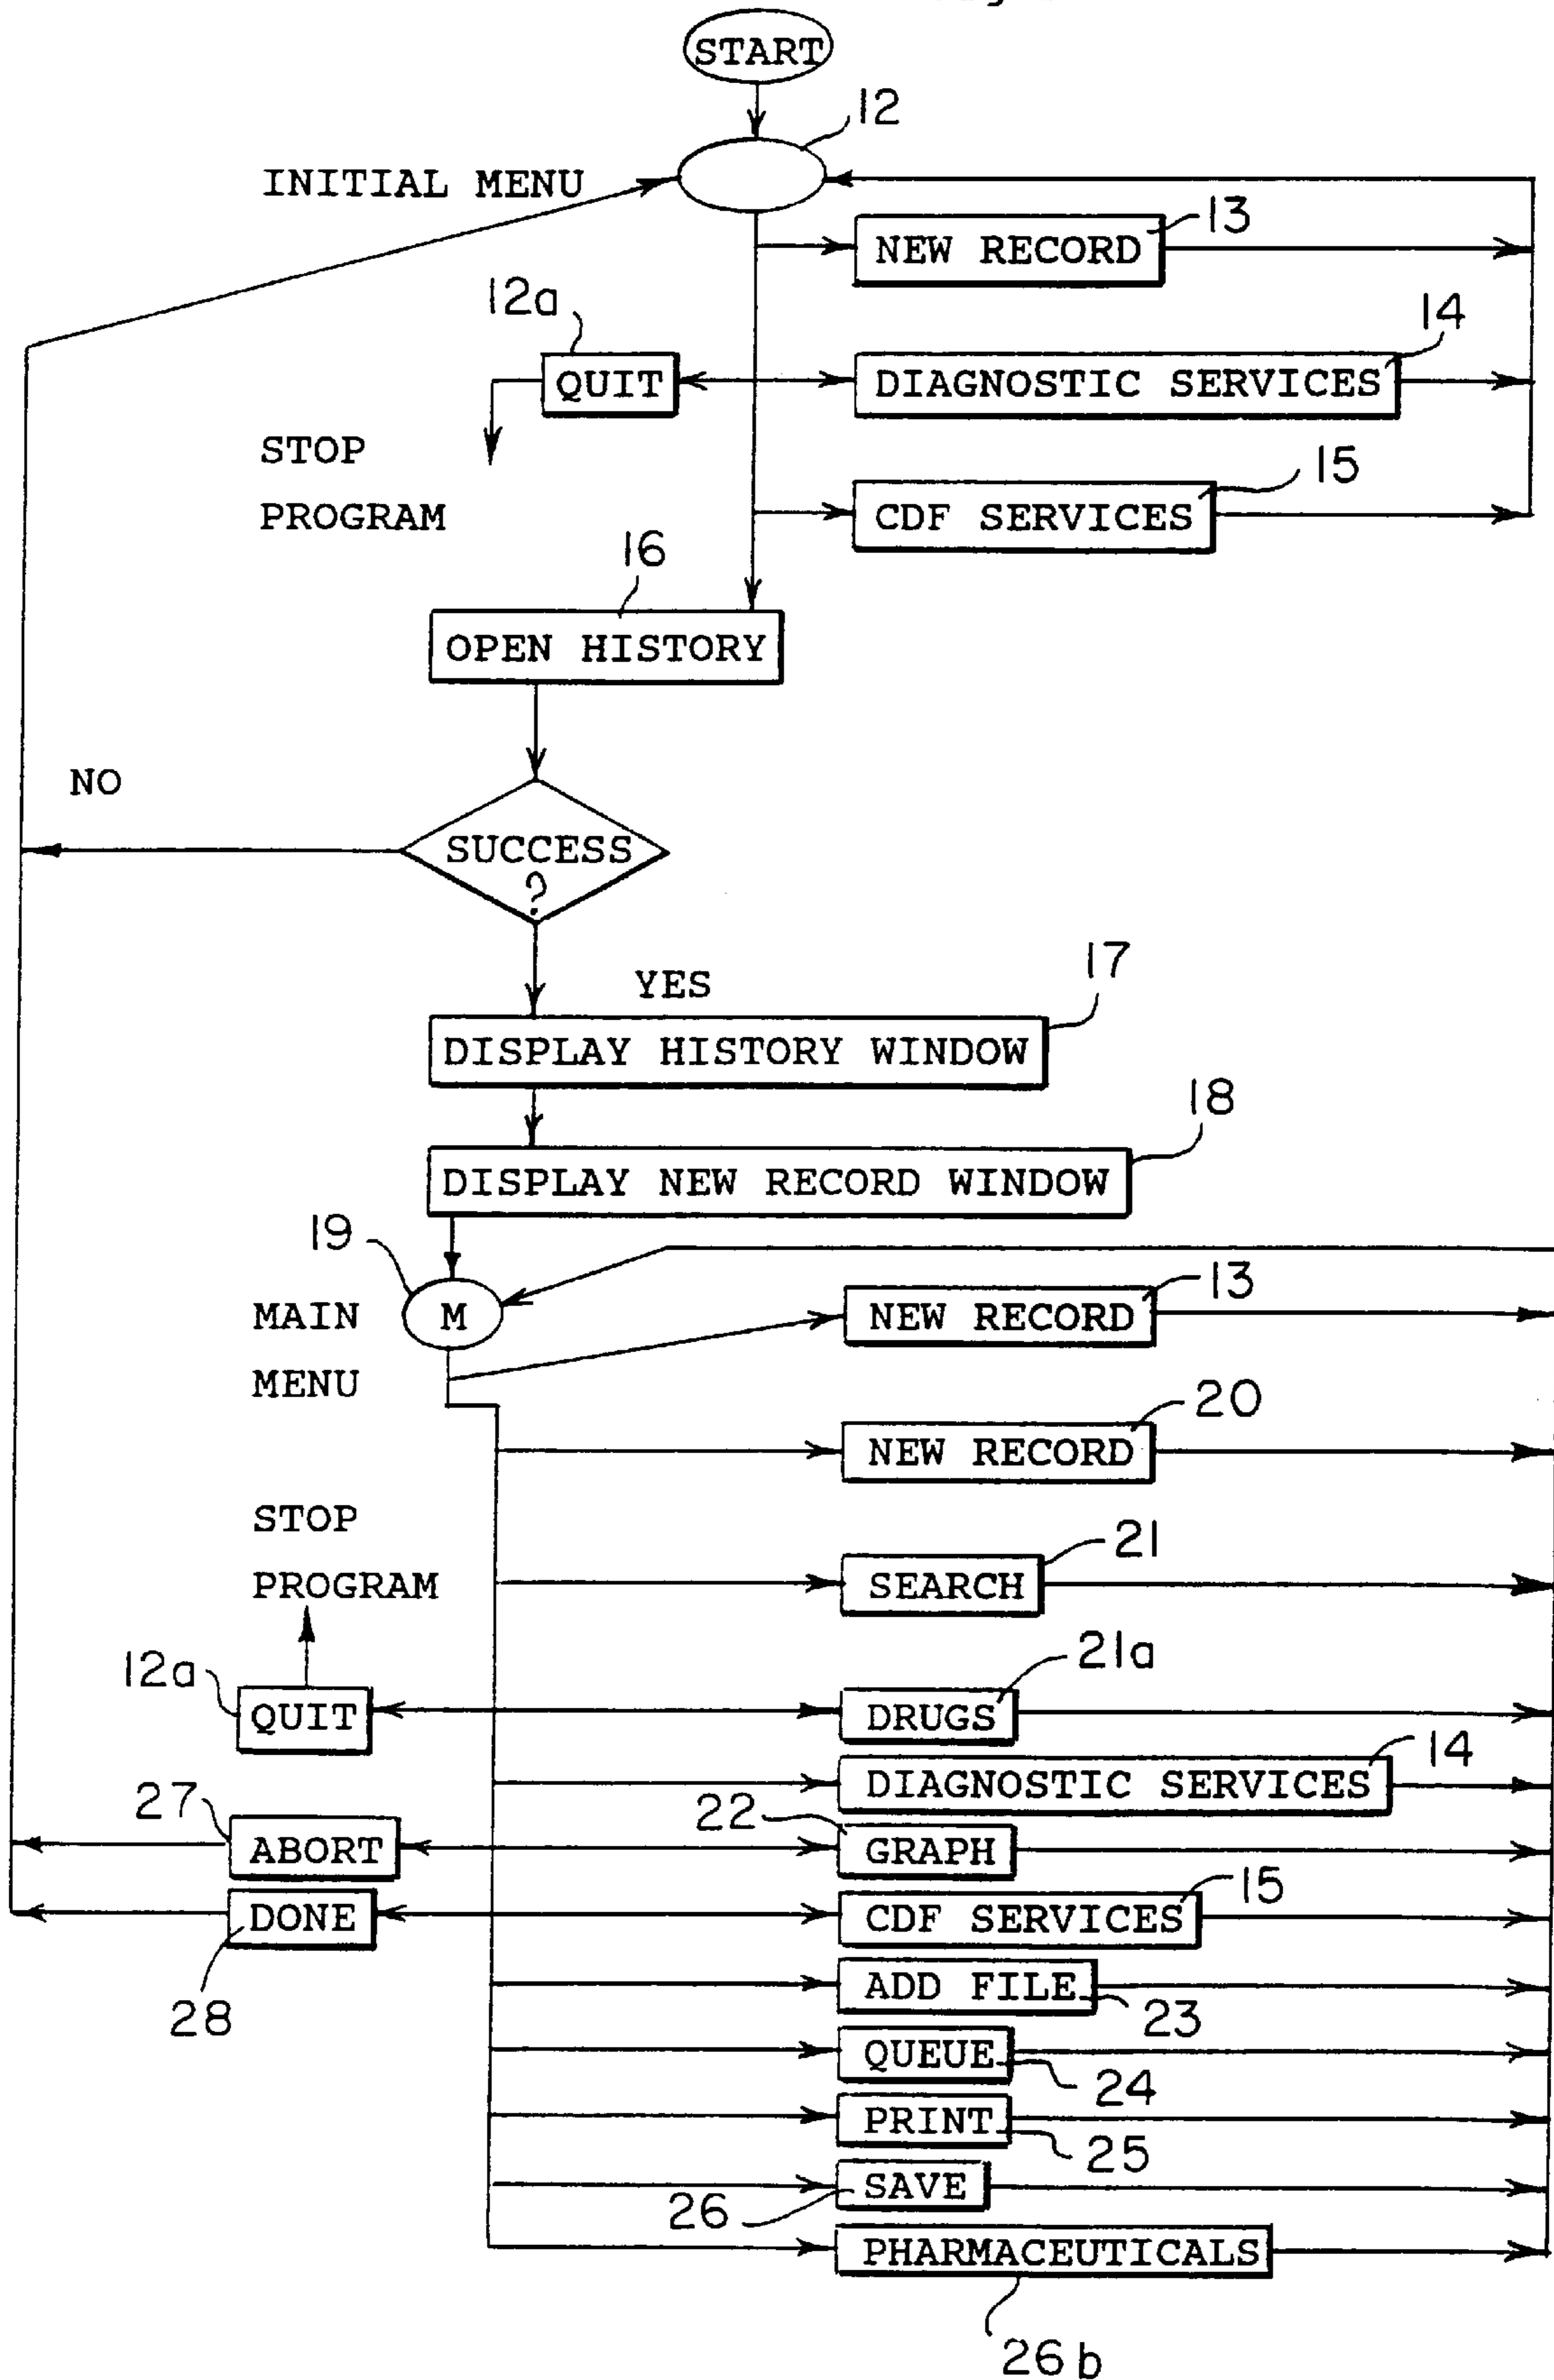 START
12
INITIAL MENU
NEW RECORD
13
12a
QUIT
DIAGNOSTIC SERVICES
14
STOP
PROGRAM
CDF SERVICES
15
16
OPEN HISTORY
NO
SUCCESS
?
YES
17
DISPLAY HISTORY WINDOW
18
DISPLAY NEW RECORD WINDOW
19
MAIN
MENU
M
NEW RECORD
13
NEW RECORD
20
STOP
PROGRAM
SEARCH
21
12a
QUIT
DRUGS
21a
DIAGNOSTIC SERVICES
14
27
ABORT
22
GRAPH
DONE
28
CDF SERVICES
15
ADD FILE
23
QUEUE
24
PRINT
25
SAVE
26
PHARMACEUTICALS
26b